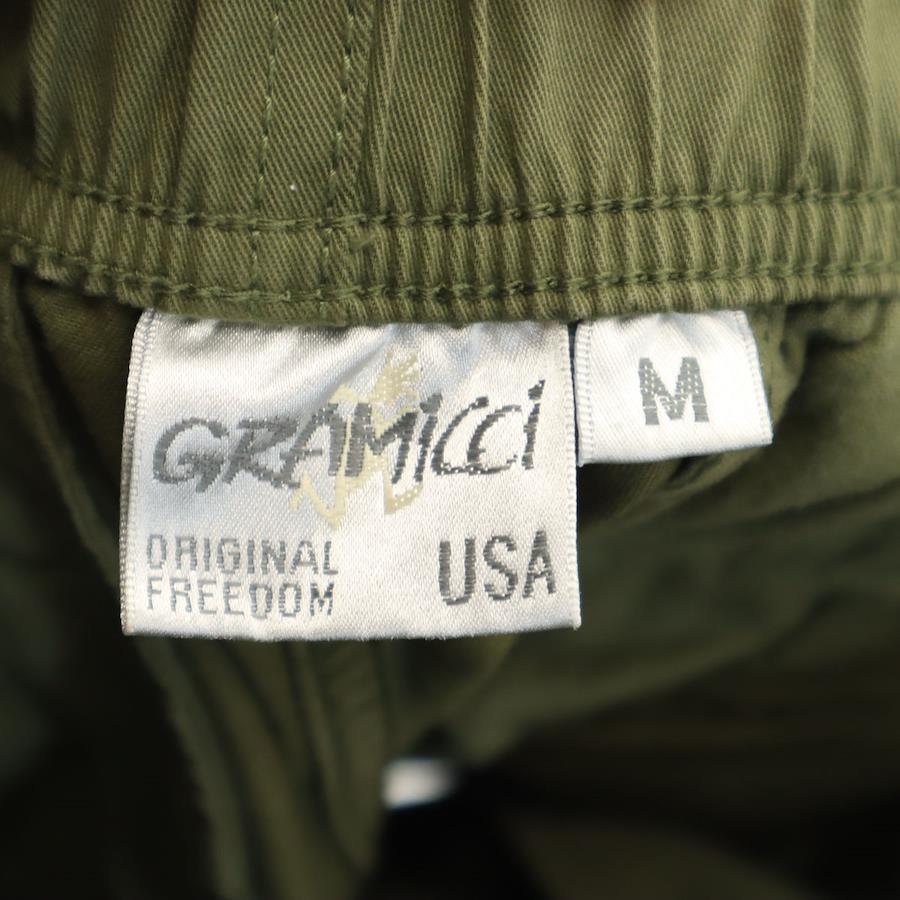 GRAMiCCi
M
ORIGINAL
FREEDOM
USA